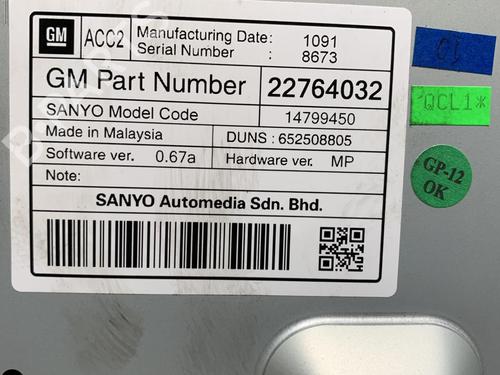 GM ACC2 Manufacturing Date: 1091
Serial Number : 8673
GM Part Number 22764032
SANYO Model Code 14799450
Made in Malaysia DUNS : 652508805
Software ver. 0.67a Hardware ver. MP
Note:
SANYO Automedia Sdn. Bhd.
QCL1*
GP-12
OK